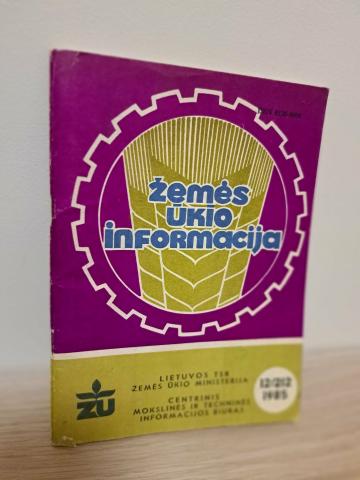 žemės
ūkio
informacija
LIETUVOS TSR
ŽEMĖS ŪKIO MINISTERIJA
CENTRINIS
MOKSLINĖS IR TECHNINĖS
INFORMACIJOS BIURAS
12/212
1985
ŽŪ